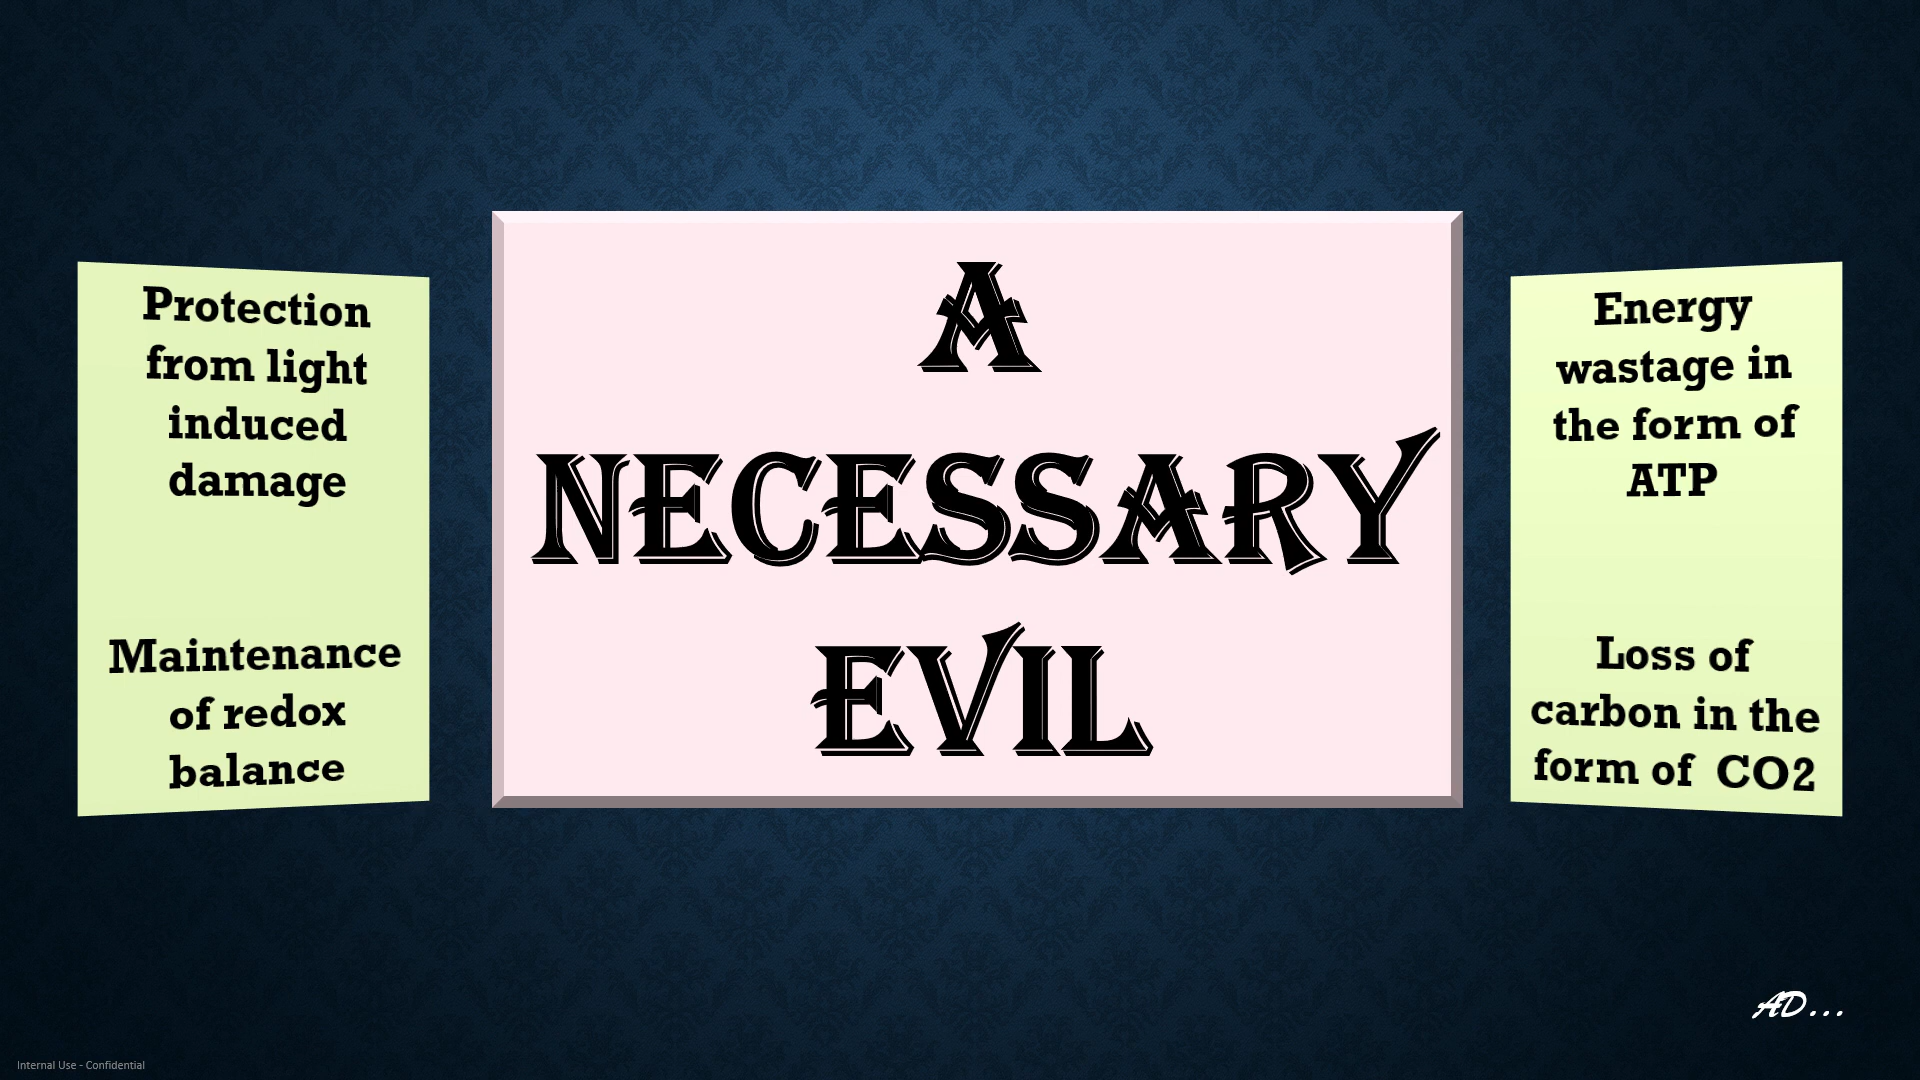 Protection
from light
induced
damage
Maintenance
of redox
balance
A
NECESSARY
EVIL
Energy
wastage in
the form of
ATP
Loss of
carbon in the
form of CO2
AD...
Internal Use - Confidential